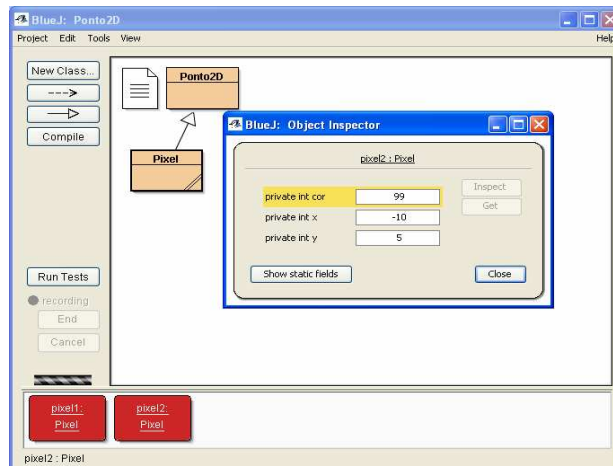 BlueJ: Ponto2D
Project Edit Tools View Help
New Class...
Compile
Ponto2D
Pixel
BlueJ: Object Inspector
pixel2 : Pixel
private int cor 99
private int x -10
private int y 5
Inspect
Get
Show static fields
Close
Run Tests
recording
End
Cancel
pixel1:
Pixel
pixel2:
Pixel
pixel2 : Pixel